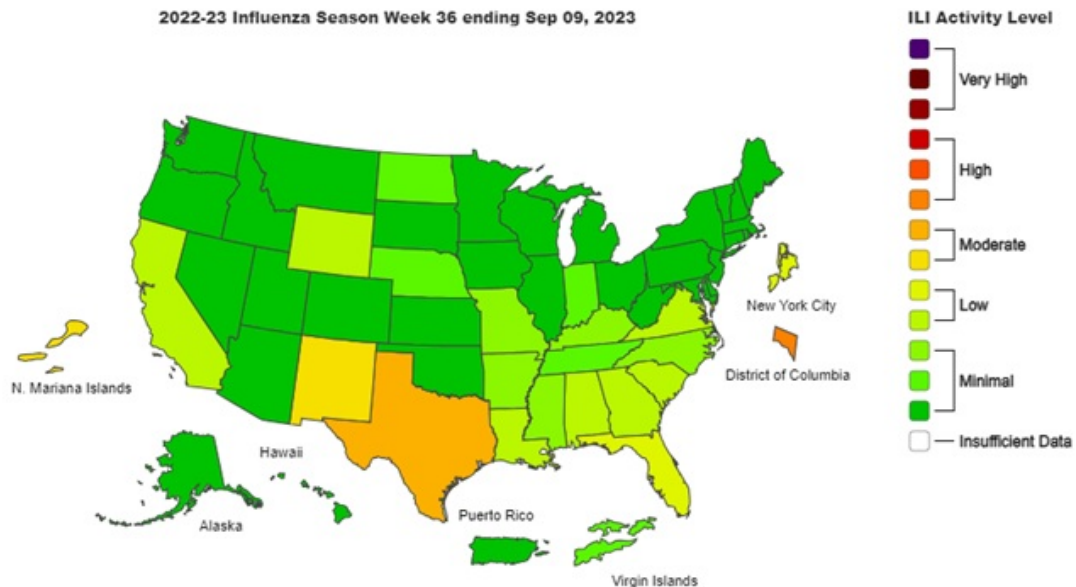 2022-23 Influenza Season Week 36 ending Sep 09, 2023
ILI Activity Level
Very High
High
Moderate
Low
Minimal
Insufficient Data
New York City
District of Columbia
N. Mariana Islands
Hawaii
Alaska
Puerto Rico
Virgin Islands